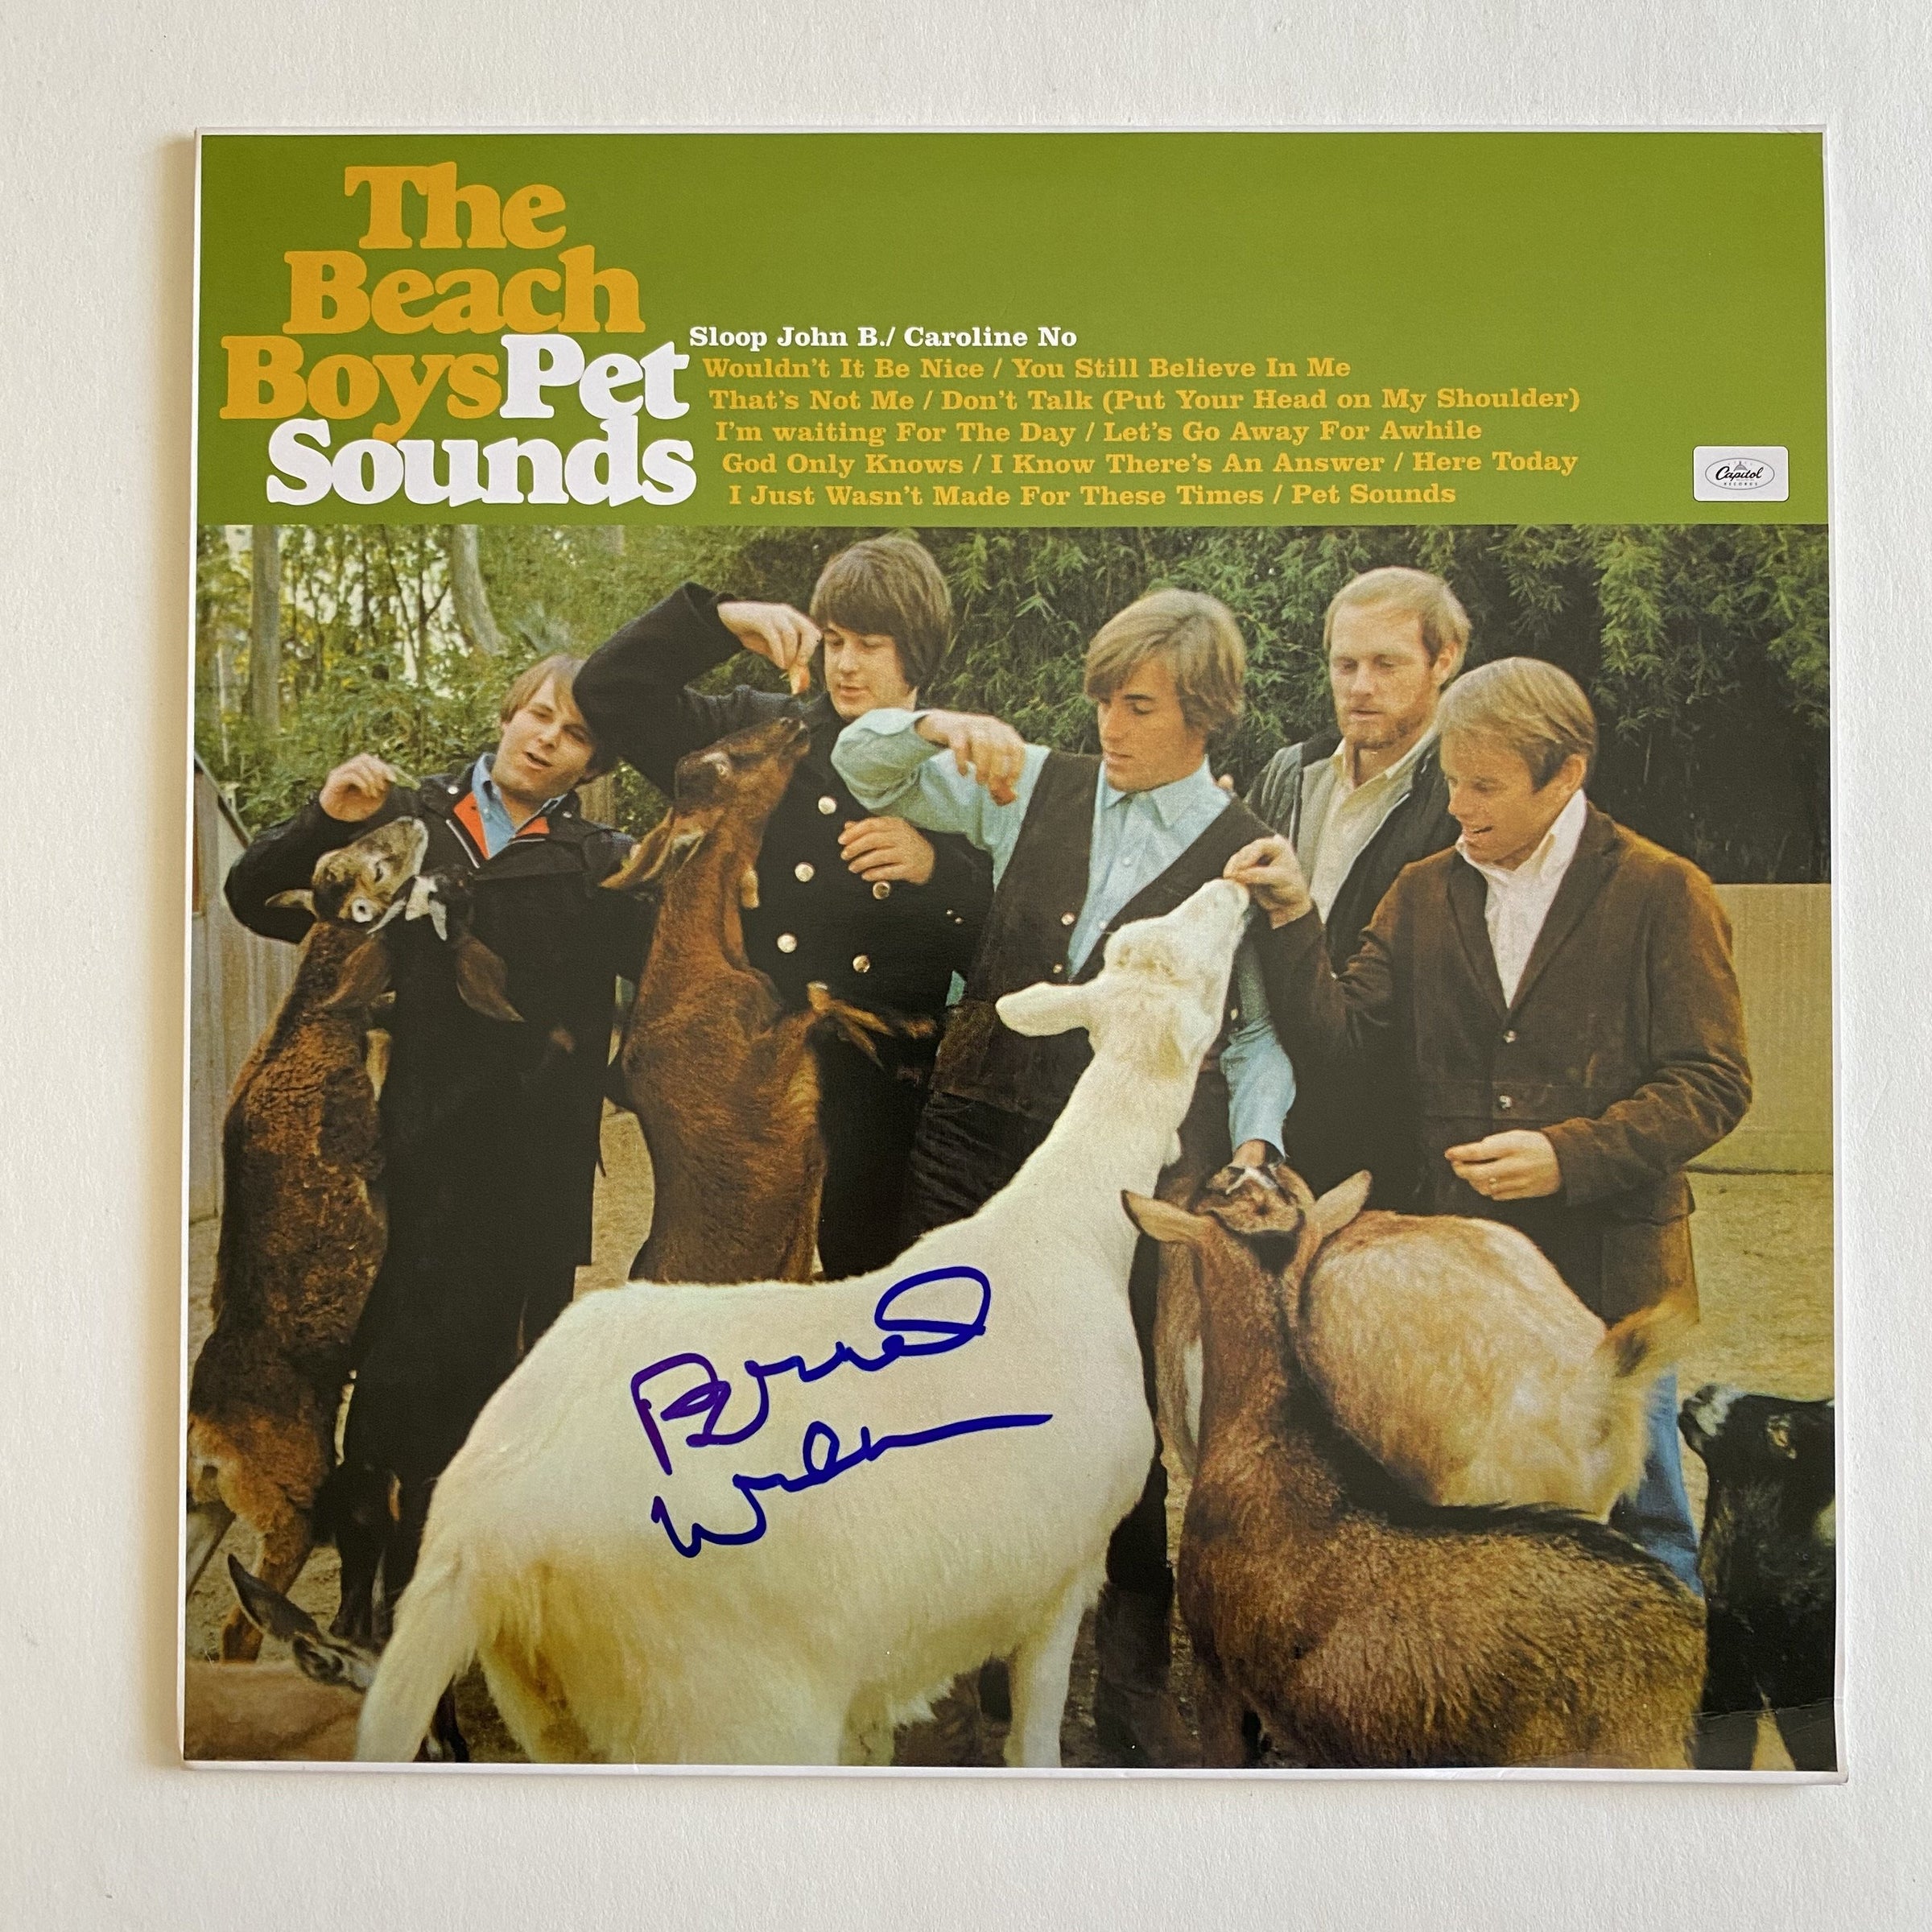 The
Beach
BoysPet
Sounds
Sloop John B./ Caroline No
Wouldn't It Be Nice / You Still Believe In Me
That's Not Me / Don't Talk (Put Your Head on My Shoulder)
I'm waiting For The Day / Let's Go Away For Awhile
God Only Knows / I Know There's An Answer / Here Today
I Just Wasn't Made For These Times / Pet Sounds
Capitol
RECORDS